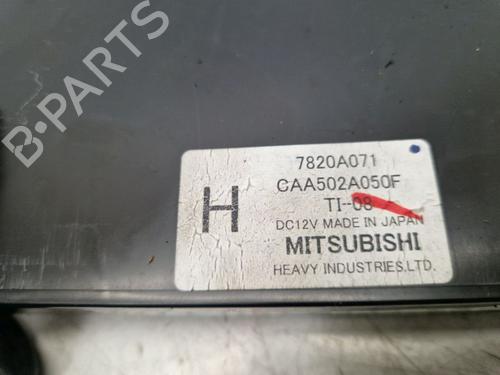 B-PARTS
7820A071
CAA502A050F
H
TI-08
DC12V MADE IN JAPAN
MITSUBISHI
HEAVY INDUSTRIES.LTD.